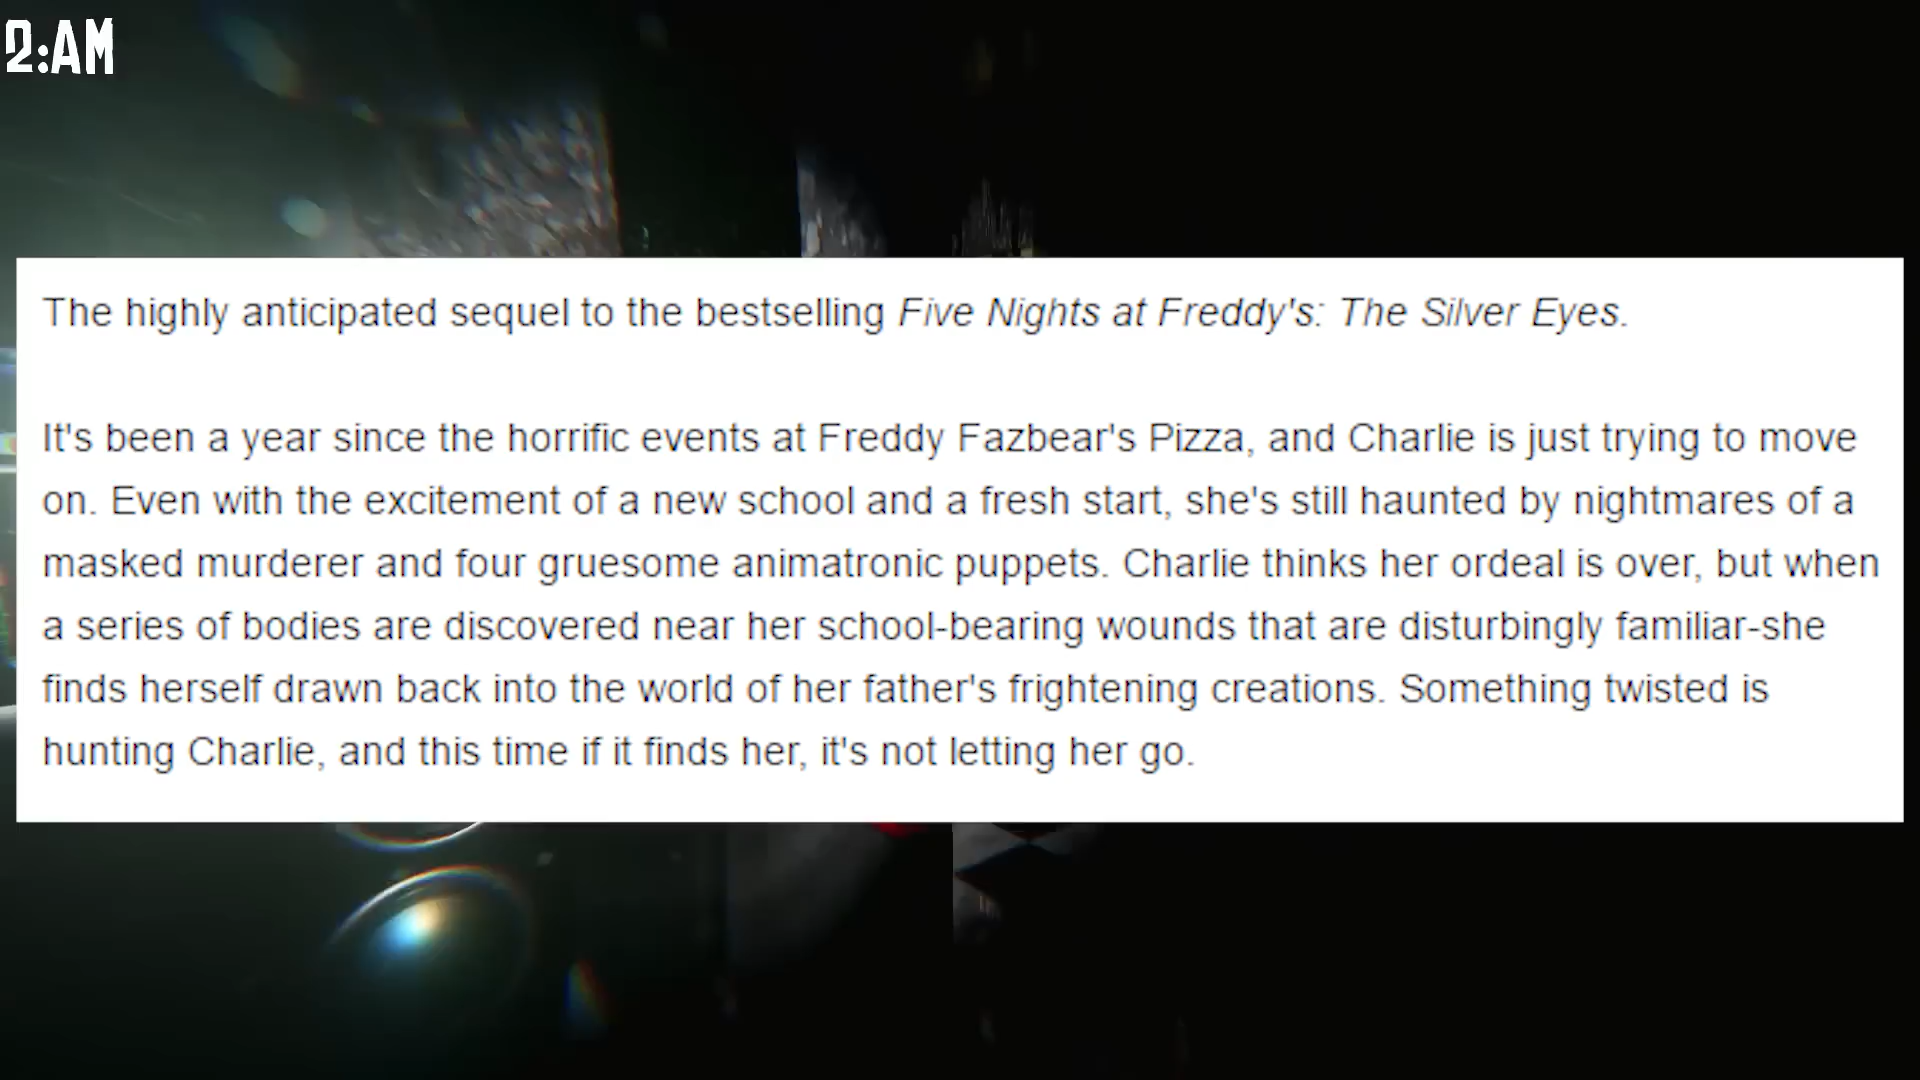 2:AM
The highly anticipated sequel to the bestselling Five Nights at Freddy's: The Silver Eyes.
It's been a year since the horrific events at Freddy Fazbear's Pizza, and Charlie is just trying to move
on. Even with the excitement of a new school and a fresh start, she's still haunted by nightmares of a
masked murderer and four gruesome animatronic puppets. Charlie thinks her ordeal is over, but when
a series of bodies are discovered near her school-bearing wounds that are disturbingly familiar-she
finds herself drawn back into the world of her father's frightening creations. Something twisted is
hunting Charlie, and this time if it finds her, it's not letting her go.